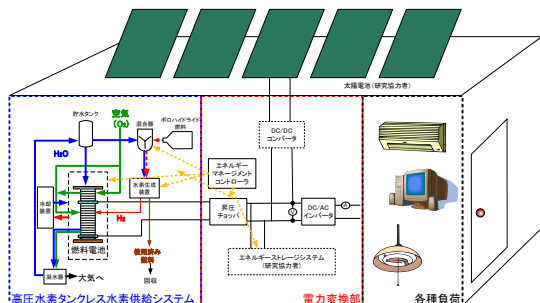 太陽電池(研究協力者)
貯水タンク
空気
(O₂)
混合器
ボロハイドライド
燃料
H₂O
DC/DC
コンバータ
エネルギー
マネージメント
コントローラ
水素生成
装置
冷却
装置
H₂
昇圧
チョッパ
V
DC/AC
インバータ
A
燃料電池
使用済み
燃料
エネルギーストレージシステム
(研究協力者)
凝水器
大気へ
回収
高圧水素タンクレス水素供給システム
電力変換部
各種負荷